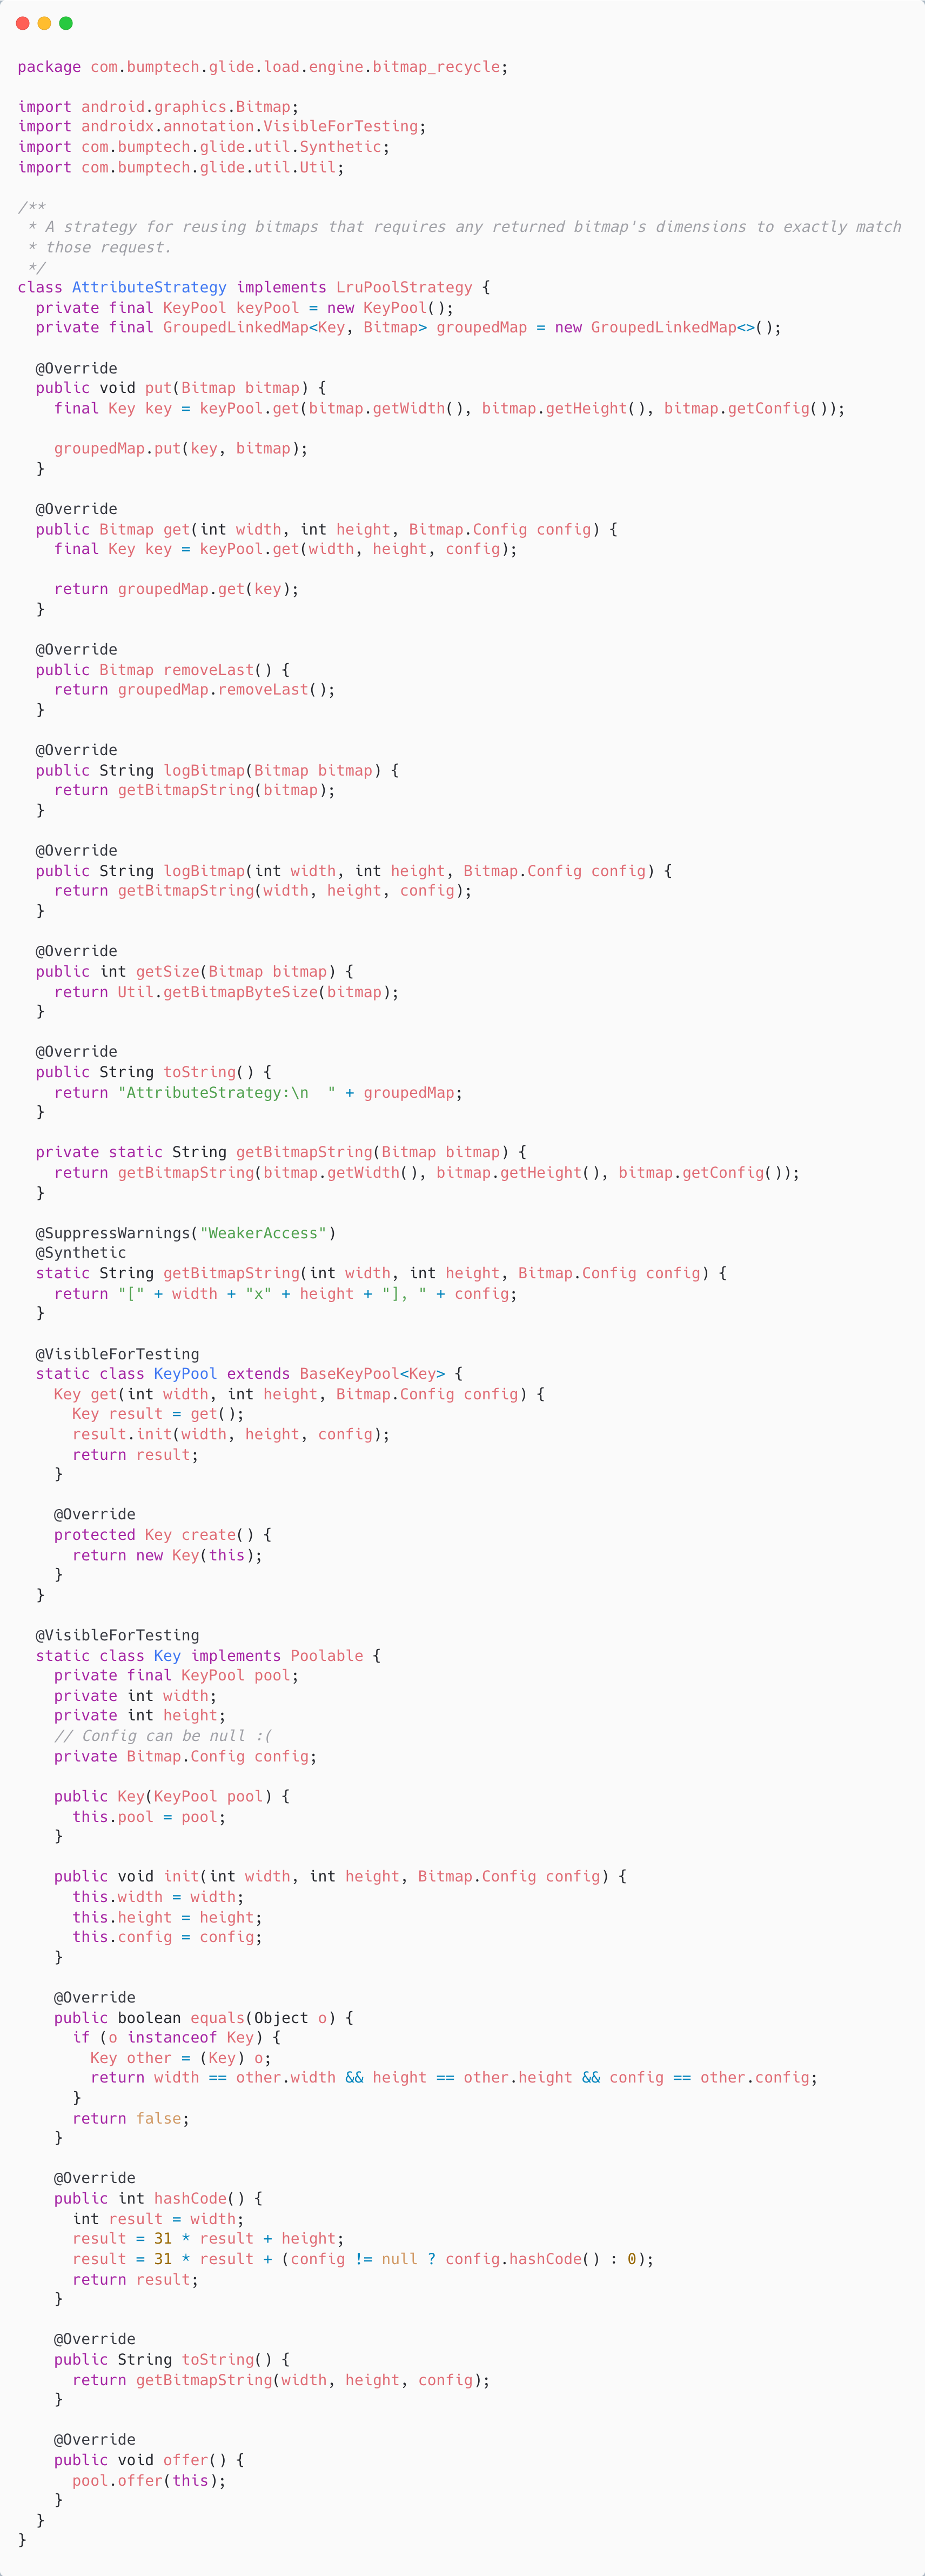 package com.bumptech.glide.load.engine.bitmap_recycle;

import android.graphics.Bitmap;
import androidx.annotation.VisibleForTesting;
import com.bumptech.glide.util.Synthetic;
import com.bumptech.glide.util.Util;

/**
 * A strategy for reusing bitmaps that requires any returned bitmap's dimensions to exactly match
 * those request.
 */
class AttributeStrategy implements LruPoolStrategy {
  private final KeyPool keyPool = new KeyPool();
  private final GroupedLinkedMap<Key, Bitmap> groupedMap = new GroupedLinkedMap<>();

  @Override
  public void put(Bitmap bitmap) {
    final Key key = keyPool.get(bitmap.getWidth(), bitmap.getHeight(), bitmap.getConfig());

    groupedMap.put(key, bitmap);
  }

  @Override
  public Bitmap get(int width, int height, Bitmap.Config config) {
    final Key key = keyPool.get(width, height, config);

    return groupedMap.get(key);
  }

  @Override
  public Bitmap removeLast() {
    return groupedMap.removeLast();
  }

  @Override
  public String logBitmap(Bitmap bitmap) {
    return getBitmapString(bitmap);
  }

  @Override
  public String logBitmap(int width, int height, Bitmap.Config config) {
    return getBitmapString(width, height, config);
  }

  @Override
  public int getSize(Bitmap bitmap) {
    return Util.getBitmapByteSize(bitmap);
  }

  @Override
  public String toString() {
    return "AttributeStrategy:\n  " + groupedMap;
  }

  private static String getBitmapString(Bitmap bitmap) {
    return getBitmapString(bitmap.getWidth(), bitmap.getHeight(), bitmap.getConfig());
  }

  @SuppressWarnings("WeakerAccess")
  @Synthetic
  static String getBitmapString(int width, int height, Bitmap.Config config) {
    return "[" + width + "x" + height + "], " + config;
  }

  @VisibleForTesting
  static class KeyPool extends BaseKeyPool<Key> {
    Key get(int width, int height, Bitmap.Config config) {
      Key result = get();
      result.init(width, height, config);
      return result;
    }

    @Override
    protected Key create() {
      return new Key(this);
    }
  }

  @VisibleForTesting
  static class Key implements Poolable {
    private final KeyPool pool;
    private int width;
    private int height;
    // Config can be null :(
    private Bitmap.Config config;

    public Key(KeyPool pool) {
      this.pool = pool;
    }

    public void init(int width, int height, Bitmap.Config config) {
      this.width = width;
      this.height = height;
      this.config = config;
    }

    @Override
    public boolean equals(Object o) {
      if (o instanceof Key) {
        Key other = (Key) o;
        return width == other.width && height == other.height && config == other.config;
      }
      return false;
    }

    @Override
    public int hashCode() {
      int result = width;
      result = 31 * result + height;
      result = 31 * result + (config != null ? config.hashCode() : 0);
      return result;
    }

    @Override
    public String toString() {
      return getBitmapString(width, height, config);
    }

    @Override
    public void offer() {
      pool.offer(this);
    }
  }
}